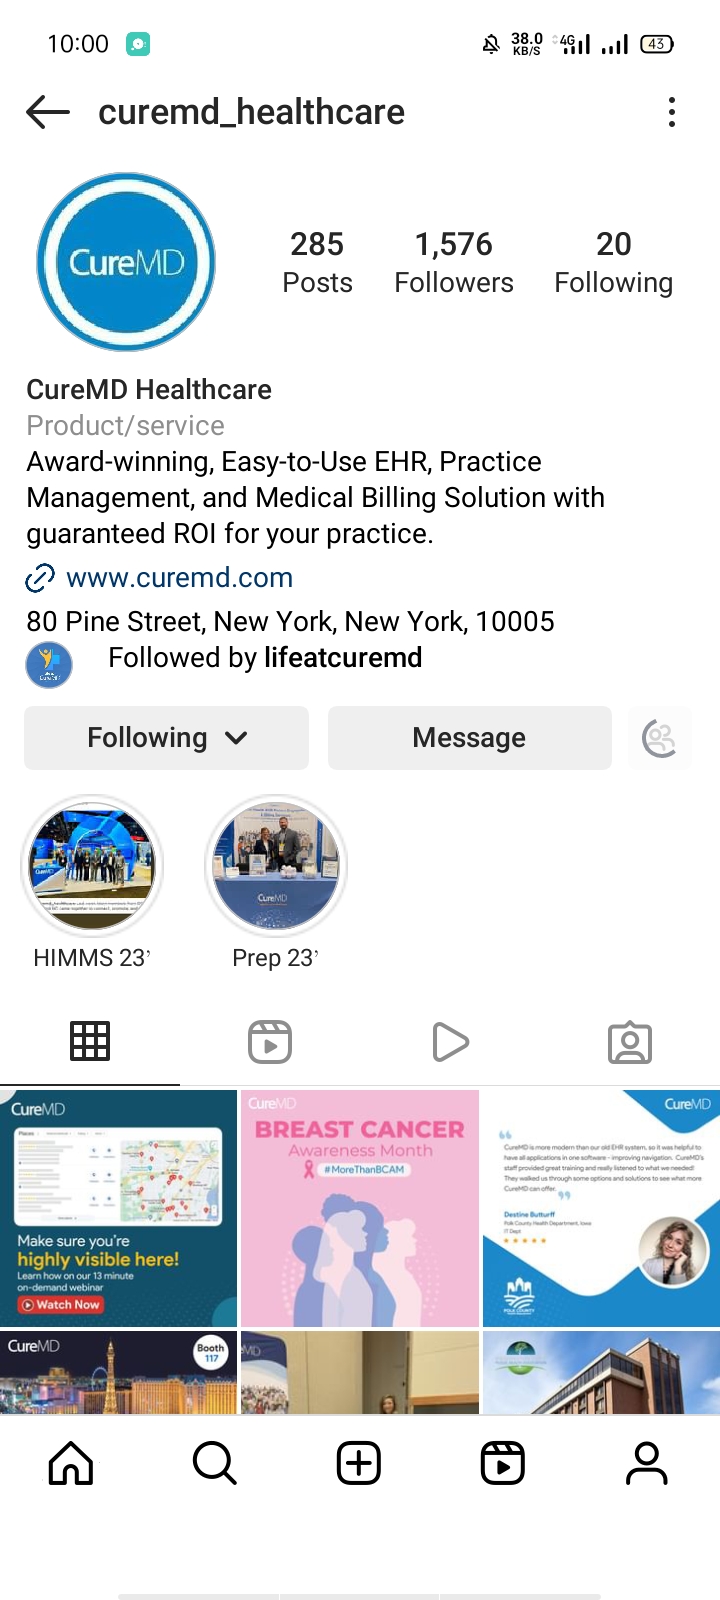 10:00
38.0
KB/S
4G
43
curemd_healthcare
CureMD
285
1,576
20
Posts
Followers
Following
CureMD Healthcare
Product/service
Award-winning, Easy-to-Use EHR, Practice
Management, and Medical Billing Solution with
guaranteed ROI for your practice.
www.curemd.com
80 Pine Street, New York, New York, 10005
Followed by lifeatcuremd
Following
Message
CureMD
HIMMS 23’
Prep 23’
CureMD
Places
Make sure you’re
highly visible here!
Learn how on our 13 minute
on-demand webinar
Watch Now
CureMD
BREAST CANCER
Awareness Month
#MoreThanBCAM
CureMD
CureMD is more modern than our old EHR system, so it was helpful to
have all applications in one software - improving navigation. CureMD's
staff provided great training and really listened to what we needed!
They walked us through some options and solutions to see what more
CureMD can offer.
Destine Butturff
Polk County Health Department, Iowa
IT Dept
POLK COUNTY
CureMD
Booth
117
MD